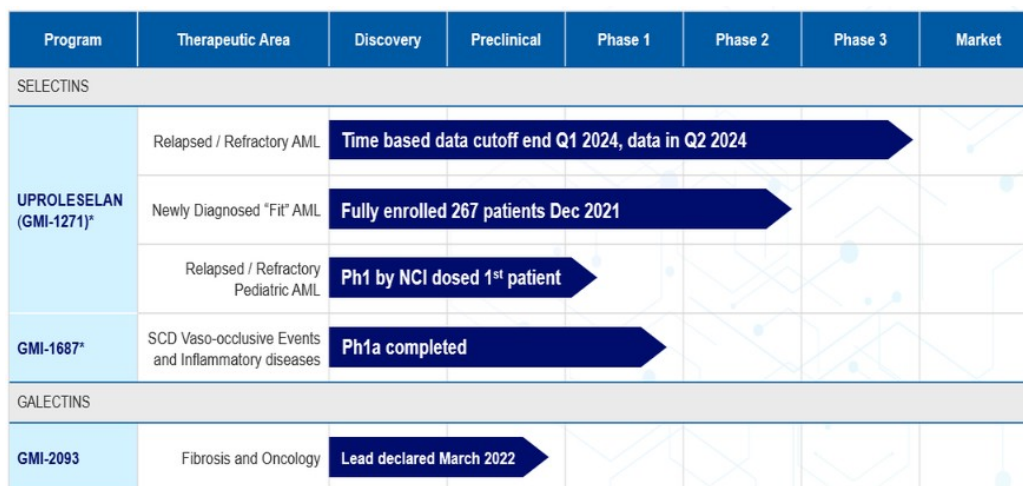 Program Therapeutic Area Discovery Preclinical Phase 1 Phase 2 Phase 3 Market
SELECTINS
UPROLESELAN
(GMI-1271)*
Relapsed / Refractory AML
Time based data cutoff end Q1 2024, data in Q2 2024
Newly Diagnosed “Fit” AML
Fully enrolled 267 patients Dec 2021
Relapsed / Refractory
Pediatric AML
Ph1 by NCI dosed 1st patient
GMI-1687*
SCD Vaso-occlusive Events
and Inflammatory diseases
Ph1a completed
GALECTINS
GMI-2093
Fibrosis and Oncology
Lead declared March 2022